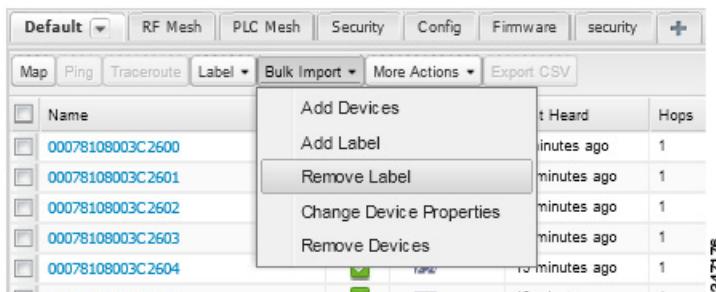 Default RF Mesh PLC Mesh Security Config Firmware security +
Map Ping Traceroute Label Bulk Import More Actions Export CSV
Name t Heard Hops
Add Devices
Add Label
Remove Label
Change Device Properties
Remove Devices
00078108003C2600 inutes ago 1
00078108003C2601 minutes ago 1
00078108003C2602 minutes ago 1
00078108003C2603 minutes ago 1
00078108003C2604 minutes ago 1